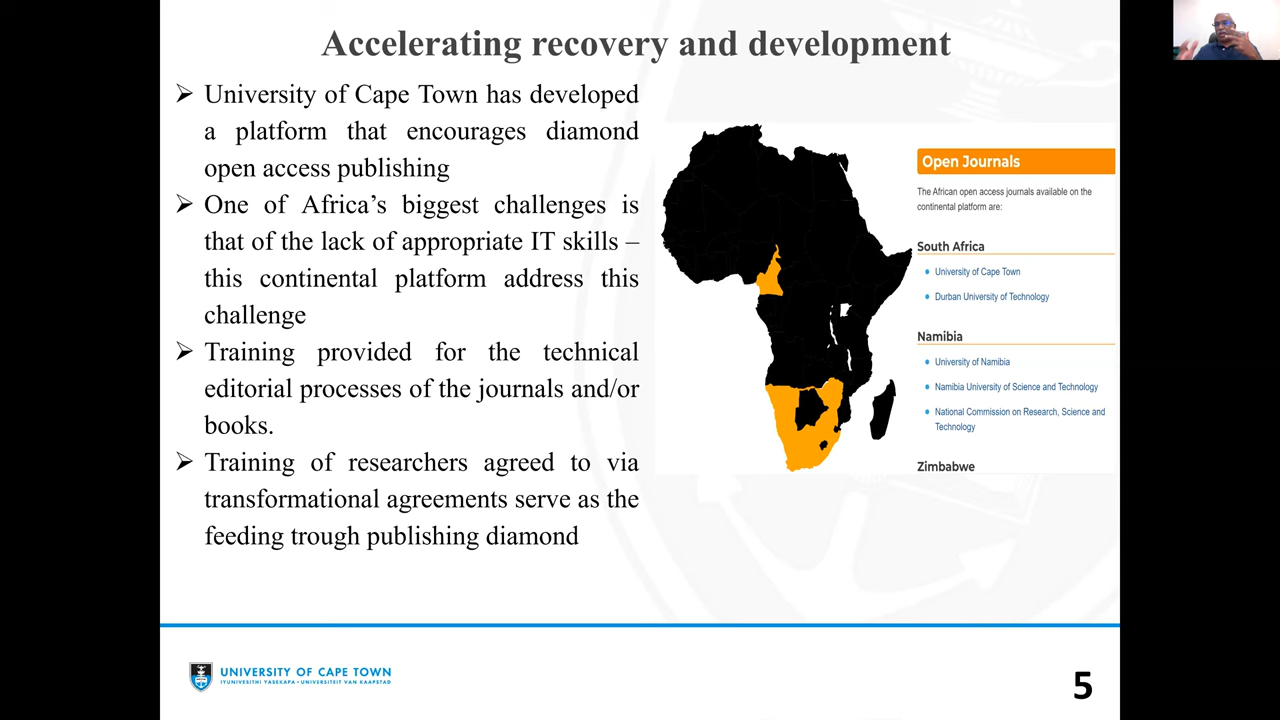 Accelerating recovery and development
➢ University of Cape Town has developed
a platform that encourages diamond
open access publishing
➢ One of Africa's biggest challenges is
that of the lack of appropriate IT skills –
this continental platform address this
challenge
➢ Training provided for the technical
editorial processes of the journals and/or
books.
➢ Training of researchers agreed to via
transformational agreements serve as the
feeding trough publishing diamond
Open Journals
The African open access journals available on the
continental platform are:
South Africa
University of Cape Town
Durban University of Technology
Namibia
University of Namibia
Namibia University of Science and Technology
National Commission on Research, Science and
Technology
Zimbabwe
UNIVERSITY OF CAPE TOWN
IYUNIVESITHI YASEKAPA • UNIVERSITEIT VAN KAAPSTAD
5